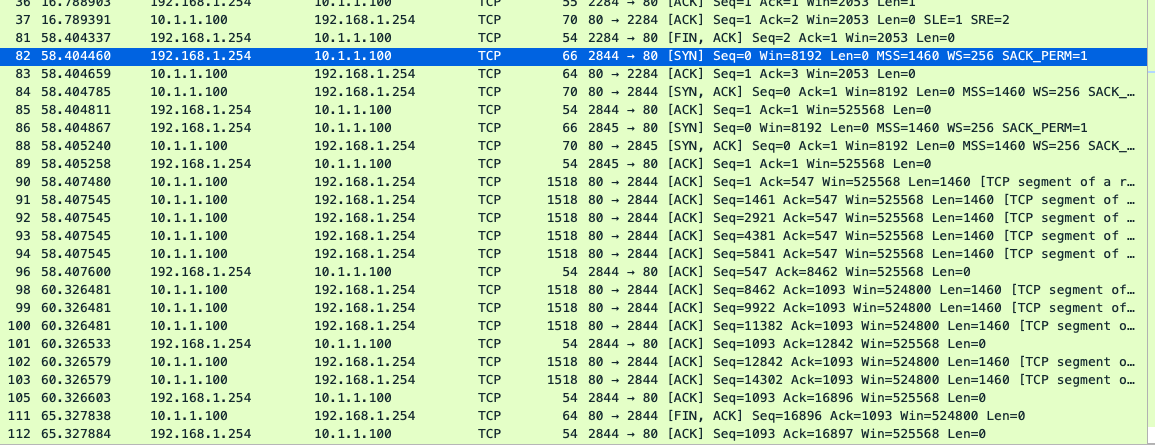 36 16.788903 192.168.1.254 10.1.1.100 TCP 55 2284 → 80 [ACK] Seq=1 Ack=1 Win=2053 Len=1
37 16.789391 10.1.1.100 192.168.1.254 TCP 70 80 → 2284 [ACK] Seq=1 Ack=2 Win=2053 Len=0 SLE=1 SRE=2
81 58.404337 192.168.1.254 10.1.1.100 TCP 54 2284 → 80 [FIN, ACK] Seq=2 Ack=1 Win=2053 Len=0
82 58.404460 192.168.1.254 10.1.1.100 TCP 66 2844 → 80 [SYN] Seq=0 Win=8192 Len=0 MSS=1460 WS=256 SACK_PERM=1
83 58.404659 10.1.1.100 192.168.1.254 TCP 64 80 → 2284 [ACK] Seq=1 Ack=3 Win=2053 Len=0
84 58.404785 10.1.1.100 192.168.1.254 TCP 70 80 → 2844 [SYN, ACK] Seq=0 Ack=1 Win=8192 Len=0 MSS=1460 WS=256 SACK_…
85 58.404811 192.168.1.254 10.1.1.100 TCP 54 2844 → 80 [ACK] Seq=1 Ack=1 Win=525568 Len=0
86 58.404867 192.168.1.254 10.1.1.100 TCP 66 2845 → 80 [SYN] Seq=0 Win=8192 Len=0 MSS=1460 WS=256 SACK_PERM=1
88 58.405240 10.1.1.100 192.168.1.254 TCP 70 80 → 2845 [SYN, ACK] Seq=0 Ack=1 Win=8192 Len=0 MSS=1460 WS=256 SACK_…
89 58.405258 192.168.1.254 10.1.1.100 TCP 54 2845 → 80 [ACK] Seq=1 Ack=1 Win=525568 Len=0
90 58.407480 10.1.1.100 192.168.1.254 TCP 1518 80 → 2844 [ACK] Seq=1 Ack=547 Win=525568 Len=1460 [TCP segment of a r…
91 58.407545 10.1.1.100 192.168.1.254 TCP 1518 80 → 2844 [ACK] Seq=1461 Ack=547 Win=525568 Len=1460 [TCP segment of …
92 58.407545 10.1.1.100 192.168.1.254 TCP 1518 80 → 2844 [ACK] Seq=2921 Ack=547 Win=525568 Len=1460 [TCP segment of …
93 58.407545 10.1.1.100 192.168.1.254 TCP 1518 80 → 2844 [ACK] Seq=4381 Ack=547 Win=525568 Len=1460 [TCP segment of …
94 58.407545 10.1.1.100 192.168.1.254 TCP 1518 80 → 2844 [ACK] Seq=5841 Ack=547 Win=525568 Len=1460 [TCP segment of …
96 58.407600 192.168.1.254 10.1.1.100 TCP 54 2844 → 80 [ACK] Seq=547 Ack=8462 Win=525568 Len=0
98 60.326481 10.1.1.100 192.168.1.254 TCP 1518 80 → 2844 [ACK] Seq=8462 Ack=1093 Win=524800 Len=1460 [TCP segment of…
99 60.326481 10.1.1.100 192.168.1.254 TCP 1518 80 → 2844 [ACK] Seq=9922 Ack=1093 Win=524800 Len=1460 [TCP segment of…
100 60.326481 10.1.1.100 192.168.1.254 TCP 1518 80 → 2844 [ACK] Seq=11382 Ack=1093 Win=524800 Len=1460 [TCP segment o…
101 60.326533 192.168.1.254 10.1.1.100 TCP 54 2844 → 80 [ACK] Seq=1093 Ack=12842 Win=525568 Len=0
102 60.326579 10.1.1.100 192.168.1.254 TCP 1518 80 → 2844 [ACK] Seq=12842 Ack=1093 Win=524800 Len=1460 [TCP segment o…
103 60.326579 10.1.1.100 192.168.1.254 TCP 1518 80 → 2844 [ACK] Seq=14302 Ack=1093 Win=524800 Len=1460 [TCP segment o…
105 60.326603 192.168.1.254 10.1.1.100 TCP 54 2844 → 80 [ACK] Seq=1093 Ack=16896 Win=525568 Len=0
111 65.327838 10.1.1.100 192.168.1.254 TCP 64 80 → 2844 [FIN, ACK] Seq=16896 Ack=1093 Win=524800 Len=0
112 65.327884 192.168.1.254 10.1.1.100 TCP 54 2844 → 80 [ACK] Seq=1093 Ack=16897 Win=525568 Len=0